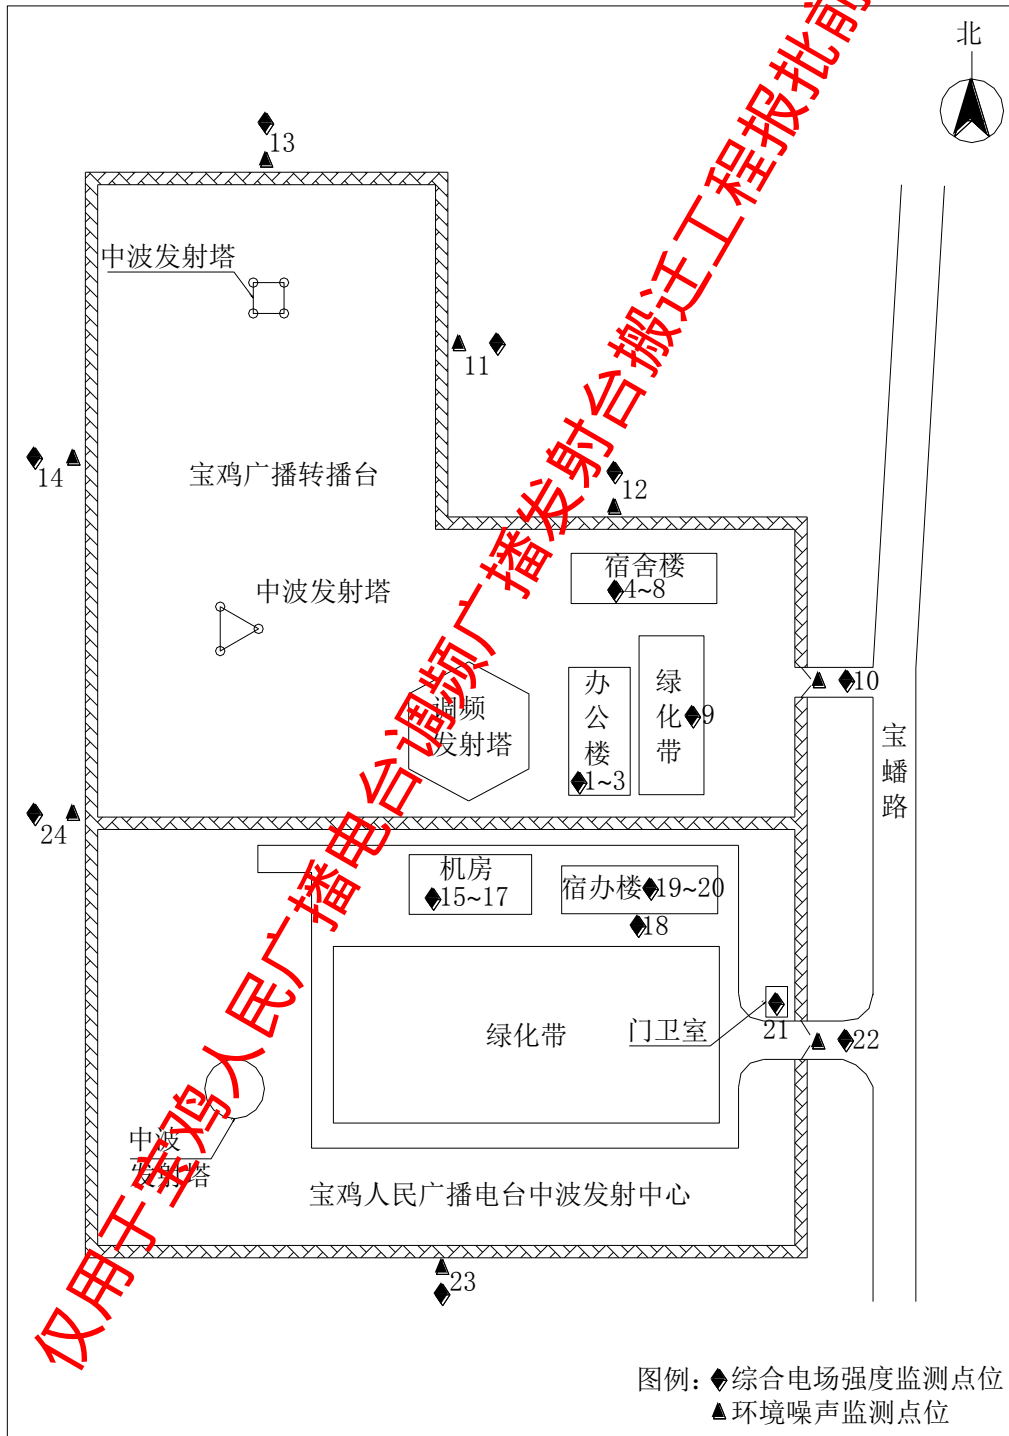 北
13
中波发射塔
11
14
宝鸡广播转播台
12
宿舍楼
4~8
中波发射塔
10
办公楼
绿化带
9
调频
发射塔
1~3
宝蟠路
24
机房
15~17
宿办楼
19~20
18
绿化带
门卫室
21
22
中波
发射塔
宝鸡人民广播电台中波发射中心
23
图例：
综合电场强度监测点位
环境噪声监测点位
仅用于宝鸡人民广播电台调频广播发射台搬迁工程报批前